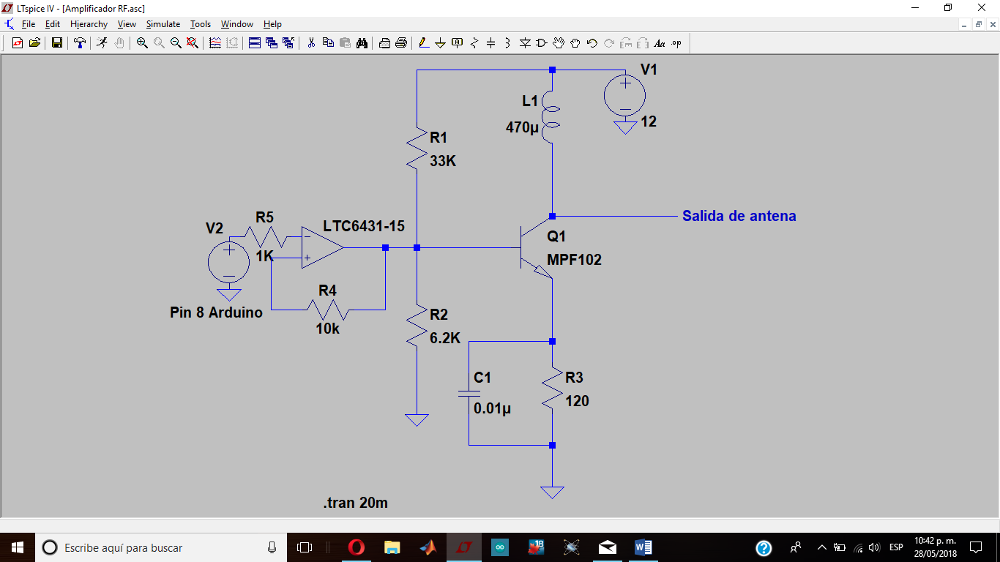 LTspice IV - [Amplificador RF.asc]
File Edit Hierarchy View Simulate Tools Window Help
Aa .op
V1
12
L1
470µ
R1
33K
Salida de antena
R5
1K
V2
Pin 8 Arduino
LTC6431-15
R4
10k
Q1
MPF102
R2
6.2K
C1
0.01µ
R3
120
.tran 20m
Escribe aquí para buscar
18
ESP
10:42 p. m.
28/05/2018